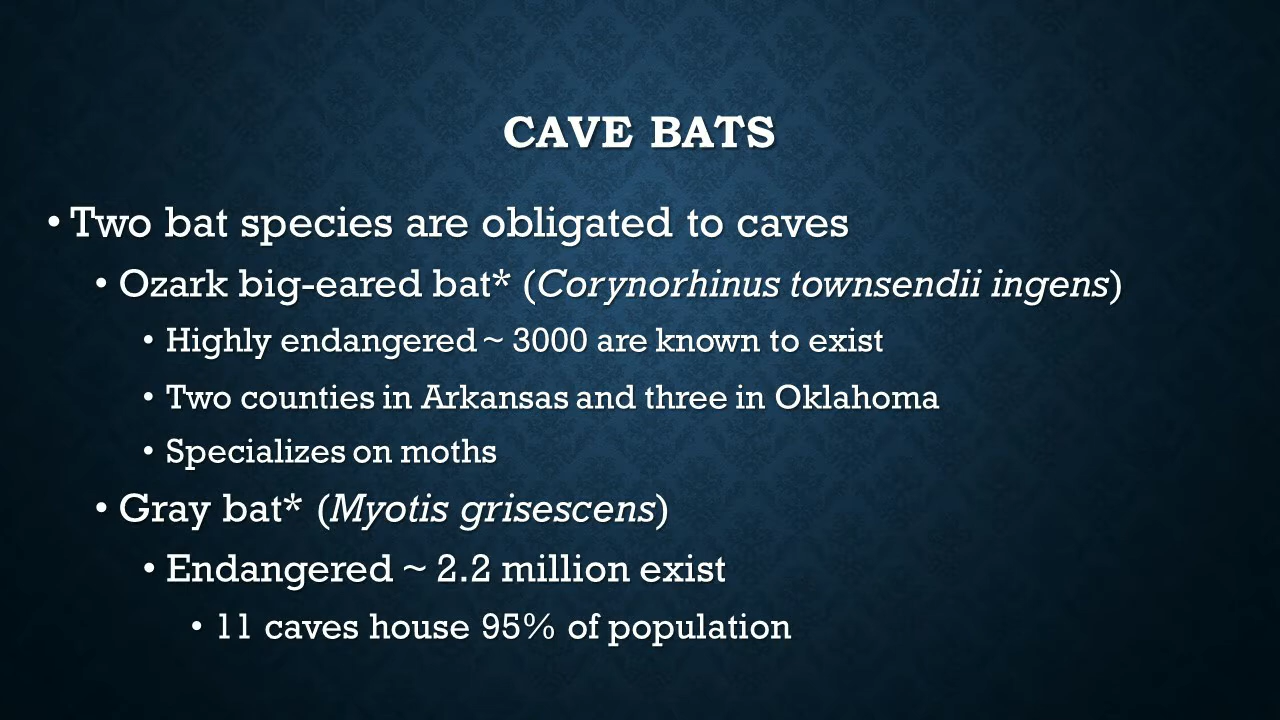 CAVE BATS
• Two bat species are obligated to caves
• Ozark big-eared bat* (Corynorhinus townsendii ingens)
• Highly endangered ~ 3000 are known to exist
• Two counties in Arkansas and three in Oklahoma
• Specializes on moths
• Gray bat* (Myotis grisescens)
• Endangered ~ 2.2 million exist
• 11 caves house 95% of population